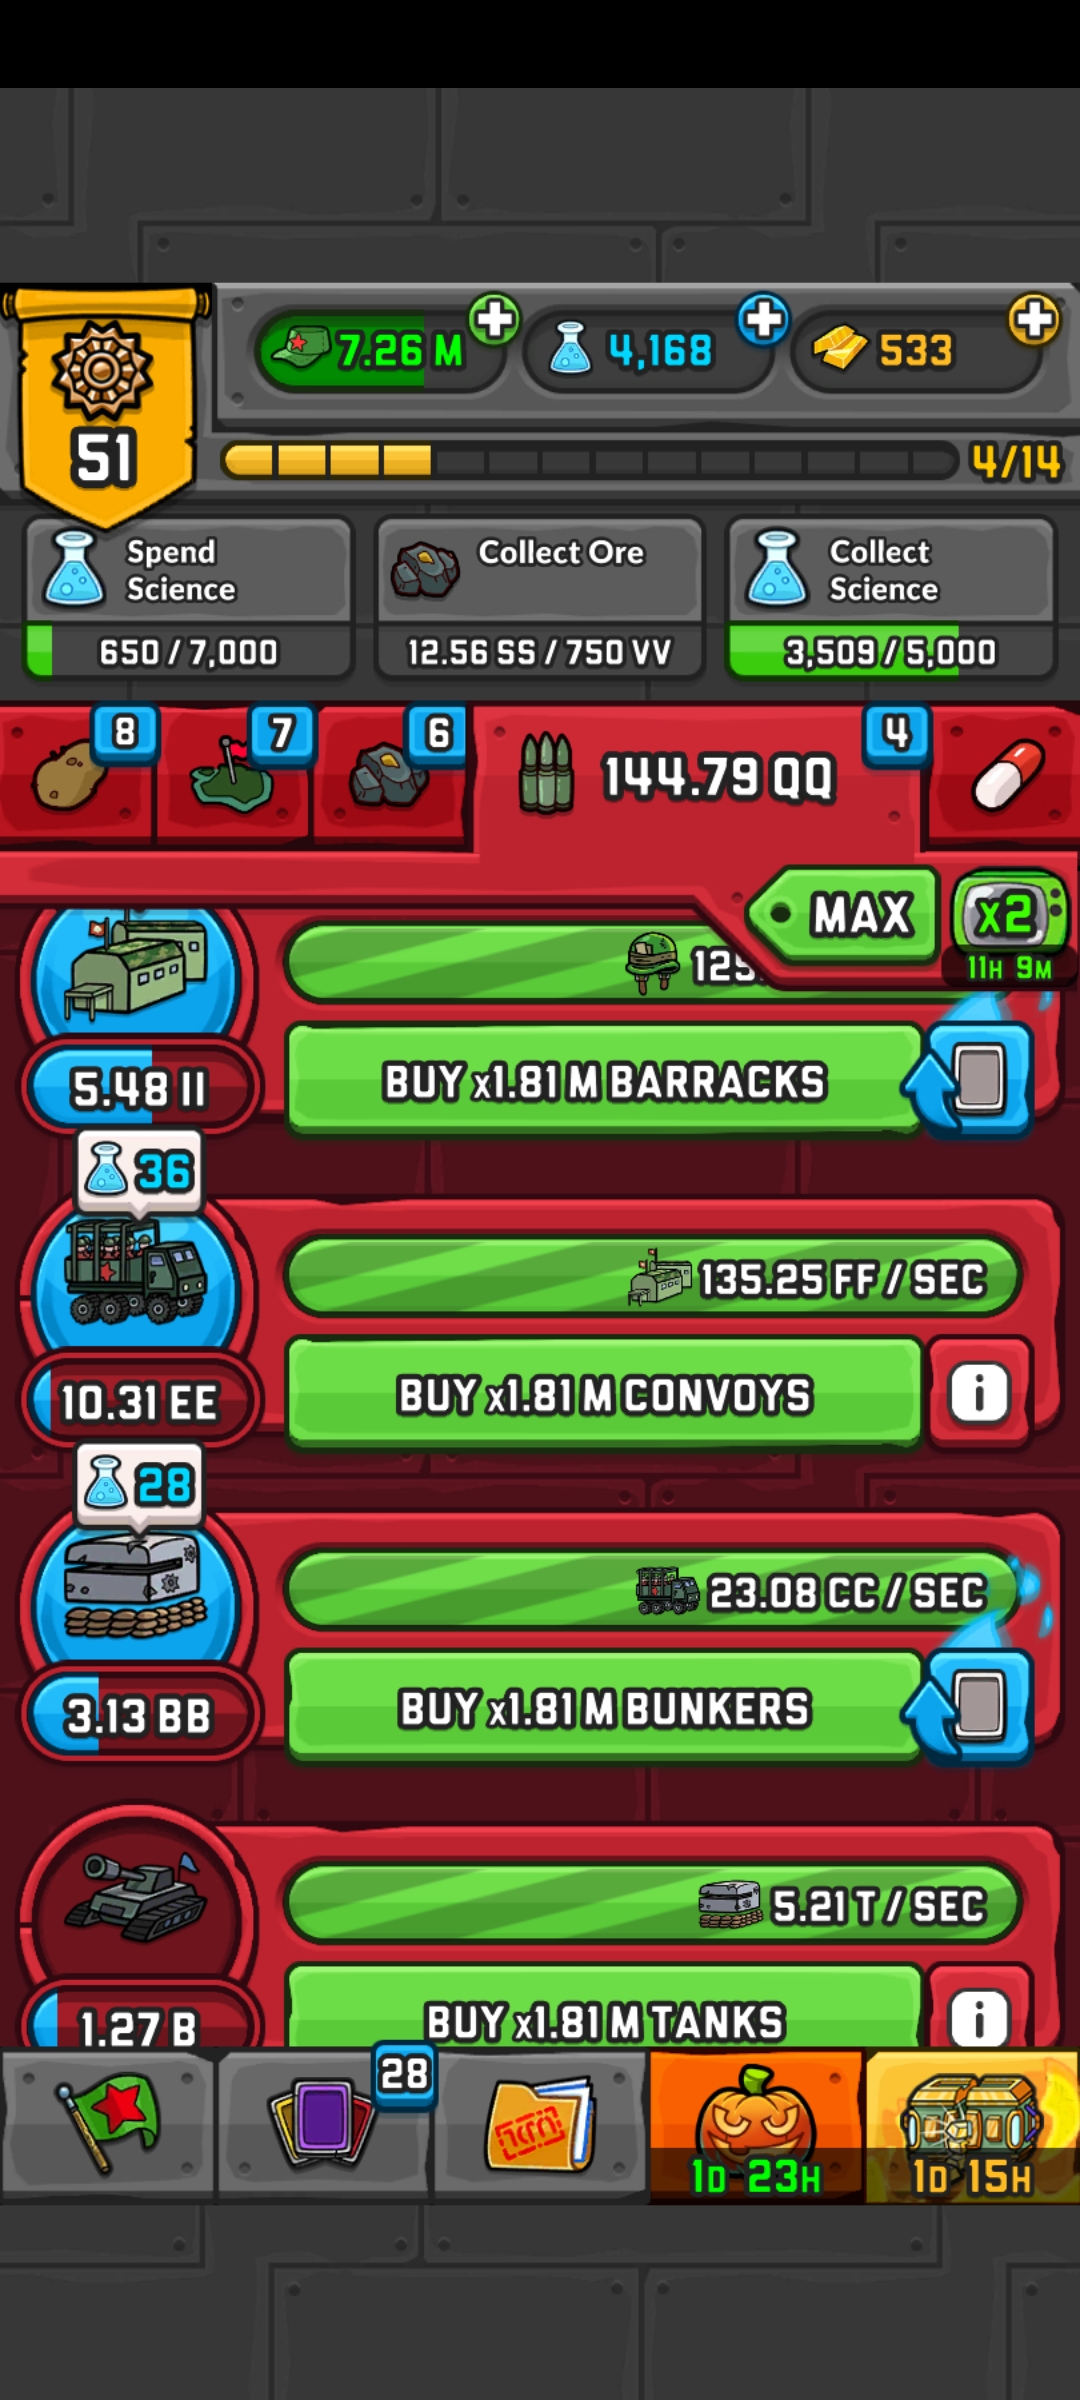 7.26 M
4,168
533
51
4/14
Spend
Science
650 / 7,000
Collect Ore
12.56 SS / 750 VV
Collect
Science
3,509 / 5,000
8
7
6
144.79 QQ
4
MAX
x2
11H 9M
5.48 II
BUY x1.81 M BARRACKS
36
135.25 FF / SEC
10.31 EE
BUY x1.81 M CONVOYS
28
23.08 CC / SEC
3.13 BB
BUY x1.81 M BUNKERS
5.21 T / SEC
1.27 B
BUY x1.81 M TANKS
28
1D 23H
1D 15H